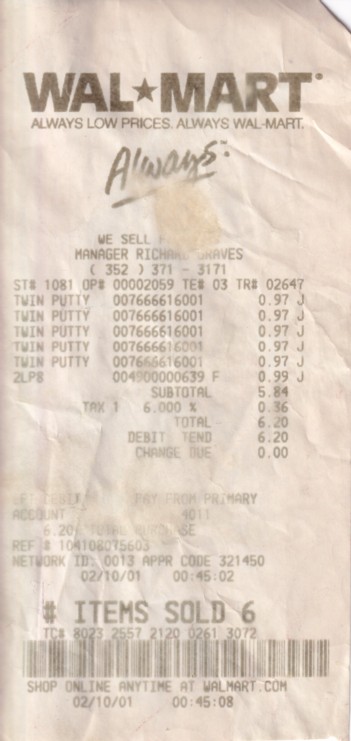 WAL★MART
ALWAYS LOW PRICES. ALWAYS WAL-MART.
Always.
WE SELL
MANAGER RICHARD GRAVES
( 352 ) 371 - 3171
ST# 1081 OP# 00002059 TE# 03 TR# 02647
TWIN PUTTY 007666616001 0.97 J
TWIN PUTTY 007666616001 0.97 J
TWIN PUTTY 007666616001 0.97 J
TWIN PUTTY 007666616001 0.97 J
TWIN PUTTY 007666616001 0.97 J
2LP8 004900000639 F 0.99 J
SUBTOTAL 5.84
TAX 1 6.000 % 0.36
TOTAL 6.20
DEBIT TEND 6.20
CHANGE DUE 0.00
EFT DEBIT PAY FROM PRIMARY
ACCOUNT 4011
6.20 TOTAL PURCHASE
REF # 104108075603
NETWORK ID. 0013 APPR CODE 321450
02/10/01 00:45:02
# ITEMS SOLD 6
TC# 8023 2557 2120 0261 3072
SHOP ONLINE ANYTIME AT WALMART.COM
02/10/01 00:45:08